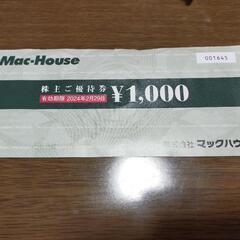 Mac-House
001645
株主ご優待券
有効期限 2024年2月29日
¥1,000
株式会社 マックハウ